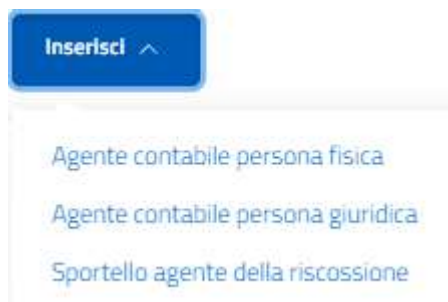 Inserisci
Agente contabile persona fisica
Agente contabile persona giuridica
Sportello agente della riscossione